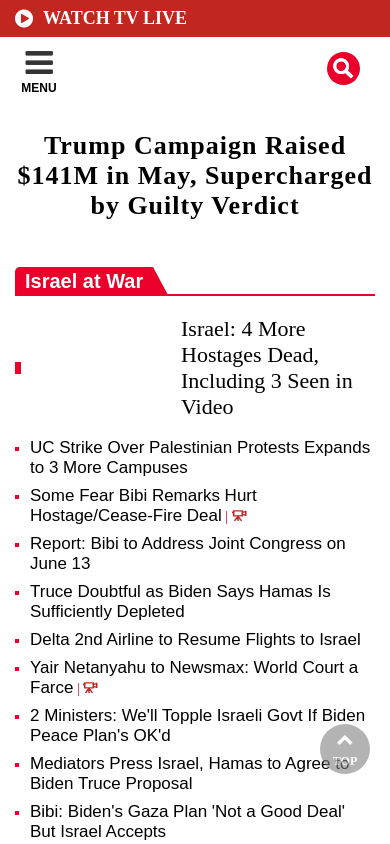 WATCH TV LIVE
MENU
Trump Campaign Raised
$141M in May, Supercharged
by Guilty Verdict
Israel at War
Israel: 4 More
Hostages Dead,
Including 3 Seen in
Video
UC Strike Over Palestinian Protests Expands
to 3 More Campuses
Some Fear Bibi Remarks Hurt
Hostage/Cease-Fire Deal |
Report: Bibi to Address Joint Congress on
June 13
Truce Doubtful as Biden Says Hamas Is
Sufficiently Depleted
Delta 2nd Airline to Resume Flights to Israel
Yair Netanyahu to Newsmax: World Court a
Farce |
2 Ministers: We'll Topple Israeli Govt If Biden
Peace Plan's OK'd
Mediators Press Israel, Hamas to Agree to
Biden Truce Proposal
TOP
Bibi: Biden's Gaza Plan 'Not a Good Deal'
But Israel Accepts